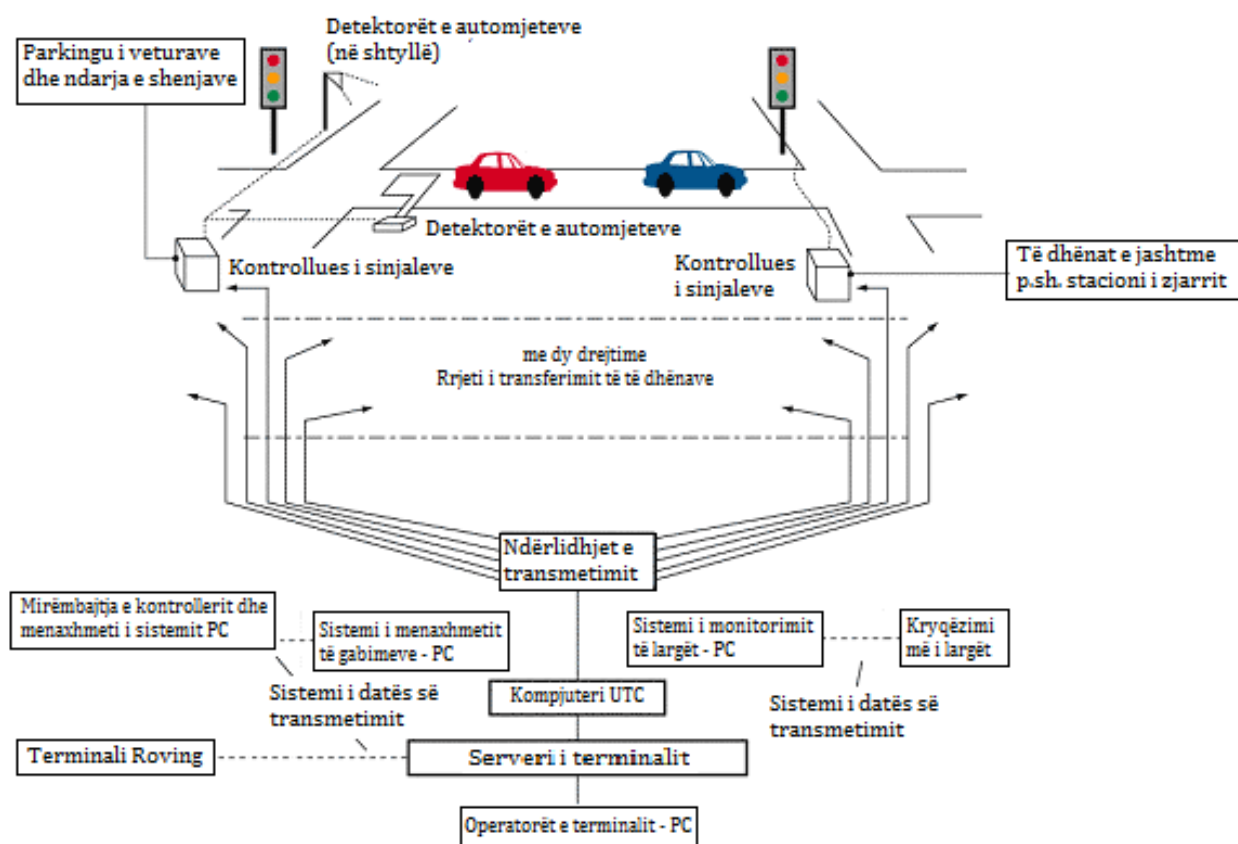 Detektorët e automjeteve
(në shtyllë)
Parkingu i veturave
dhe ndarja e shenjave
Detektorët e automjeteve
Kontrollues i sinjaleve
Kontrollues
i sinjaleve
Të dhënat e jashtme
p.sh. stacioni i zjarrit
me dy drejtime
Rrjeti i transferimit të të dhënave
Ndërlidhjet e
transmetimit
Mirëmbajtja e kontrollerit dhe
menaxhmeti i sistemit PC
Sistemi i menaxhmetit
të gabimeve - PC
Sistemi i monitorimit
të largët - PC
Kryqëzimi
më i largët
Sistemi i datës së
transmetimit
Kompjuteri UTC
Sistemi i datës së
transmetimit
Terminali Roving
Serveri i terminalit
Operatorët e terminalit - PC